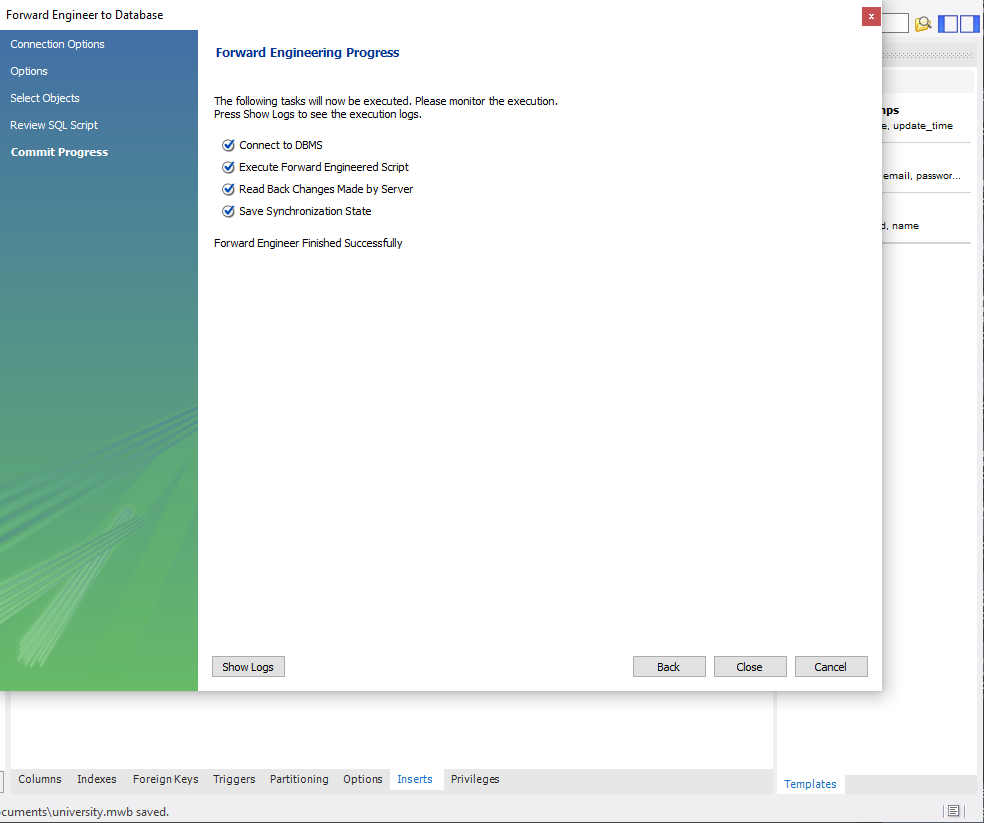 Forward Engineer to Database
x
Connection Options
Options
Select Objects
Review SQL Script
Commit Progress
Forward Engineering Progress
The following tasks will now be executed. Please monitor the execution.
Press Show Logs to see the execution logs.
Connect to DBMS
Execute Forward Engineered Script
Read Back Changes Made by Server
Save Synchronization State
Forward Engineer Finished Successfully
Show Logs
Back
Close
Cancel
update_time
email, passwor...
name
Columns
Indexes
Foreign Keys
Triggers
Partitioning
Options
Inserts
Privileges
Templates
cuments\university.mwb saved.